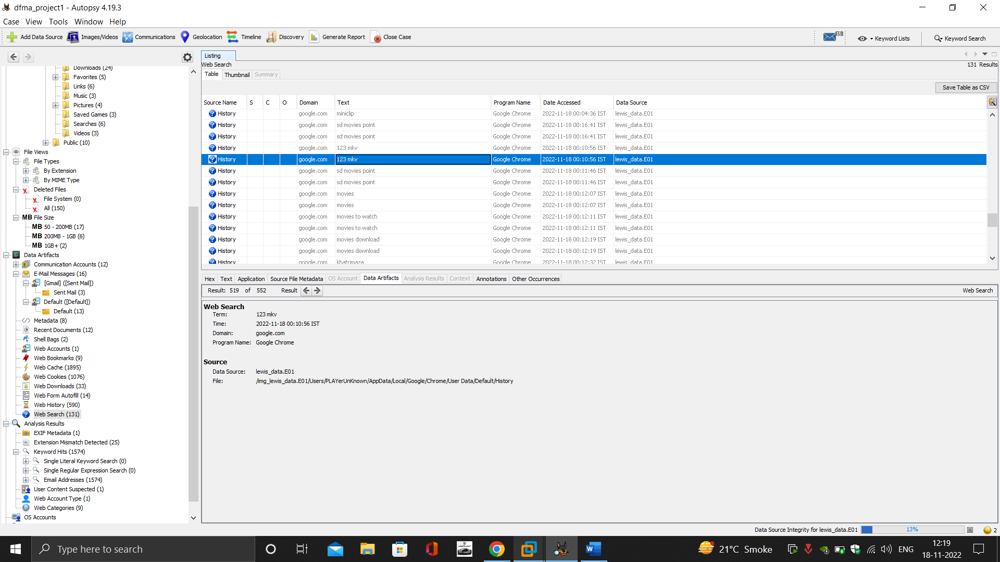 dfma_project1 - Autopsy 4.19.3
Case View Tools Window Help
Add Data Source Images/Videos Communications Geolocation Timeline Discovery Generate Report Close Case 15 Keyword Lists Keyword Search
Downloads (24)
Favorites (5)
Links (6)
Music (3)
Pictures (4)
Saved Games (3)
Searches (6)
Videos (3)
Public (10)
File Views
File Types
By Extension
By MIME Type
Deleted Files
File System (0)
All (150)
MB File Size
MB 50 - 200MB (17)
MB 200MB - 1GB (6)
MB 1GB+ (2)
Data Artifacts
Communication Accounts (12)
E-Mail Messages (16)
[Gmail] ([Sent Mail])
Sent Mail (3)
Default ([Default])
Default (13)
Metadata (8)
Recent Documents (12)
Shell Bags (2)
Web Accounts (1)
Web Bookmarks (9)
Web Cache (1895)
Web Cookies (1076)
Web Downloads (33)
Web Form Autofill (14)
Web History (590)
Web Search (131)
Analysis Results
EXIF Metadata (1)
Extension Mismatch Detected (25)
Keyword Hits (1574)
Single Literal Keyword Search (0)
Single Regular Expression Search (0)
Email Addresses (1574)
User Content Suspected (1)
Web Account Type (1)
Web Categories (9)
OS Accounts
Listing
Web Search 131 Results
Table Thumbnail Summary
Save Table as CSV
Source Name S C O Domain Text Program Name Date Accessed Data Source
History google.com miniclip Google Chrome 2022-11-18 00:04:36 IST lewis_data.E01
History google.com sd movies point Google Chrome 2022-11-18 00:16:41 IST lewis_data.E01
History google.com sd movies point Google Chrome 2022-11-18 00:16:41 IST lewis_data.E01
History google.com 123 mkv Google Chrome 2022-11-18 00:10:56 IST lewis_data.E01
History google.com 123 mkv Google Chrome 2022-11-18 00:10:56 IST lewis_data.E01
History google.com sd movies point Google Chrome 2022-11-18 00:11:46 IST lewis_data.E01
History google.com sd movies point Google Chrome 2022-11-18 00:11:46 IST lewis_data.E01
History google.com movies Google Chrome 2022-11-18 00:12:07 IST lewis_data.E01
History google.com movies Google Chrome 2022-11-18 00:12:07 IST lewis_data.E01
History google.com movies to watch Google Chrome 2022-11-18 00:12:11 IST lewis_data.E01
History google.com movies to watch Google Chrome 2022-11-18 00:12:11 IST lewis_data.E01
History google.com movies download Google Chrome 2022-11-18 00:12:19 IST lewis_data.E01
History google.com movies download Google Chrome 2022-11-18 00:12:19 IST lewis_data.E01
History google.com khatrimaza Google Chrome 2022-11-18 00:12:32 IST lewis_data.E01
Hex Text Application Source File Metadata OS Account Data Artifacts Analysis Results Context Annotations Other Occurrences
Result: 519 of 552 Result Web Search
Web Search
Term: 123 mkv
Time: 2022-11-18 00:10:56 IST
Domain: google.com
Program Name: Google Chrome
Source
Data Source: lewis_data.E01
File: /img_lewis_data.E01/Users/PLAYerUnKnown/AppData/Local/Google/Chrome/User Data/Default/History
Data Source Integrity for lewis_data.E01 13% 2
Type here to search 21°C Smoke ENG 12:19
18-11-2022